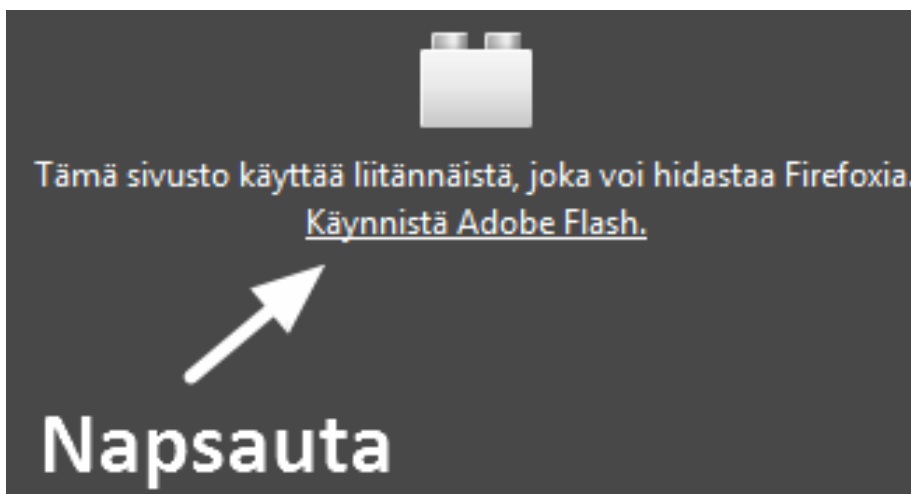 Tämä sivusto käyttää liitännäistä, joka voi hidastaa Firefoxia.
Käynnistä Adobe Flash.
Napsauta